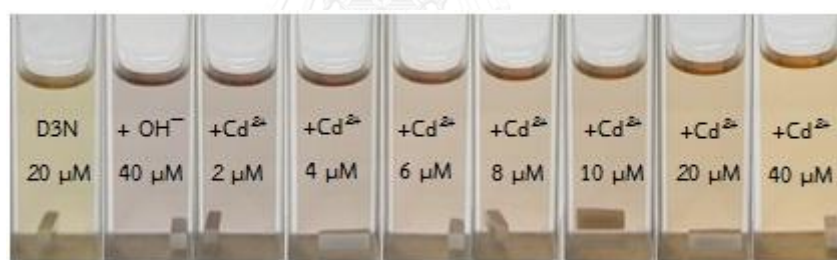 D3N
20 μM
+ OH⁻
40 μM
+Cd²⁺
2 μM
+Cd²⁺
4 μM
+Cd²⁺
6 μM
+Cd²⁺
8 μM
+Cd²⁺
10 μM
+Cd²⁺
20 μM
+Cd²⁺
40 μM